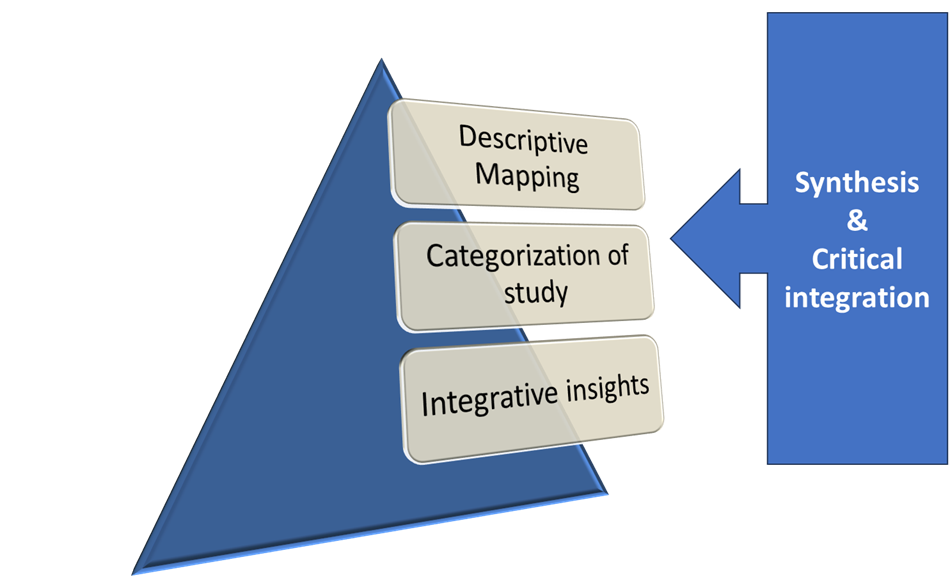 Descriptive
Mapping
Categorization of
study
Integrative insights
Synthesis
&
Critical
integration